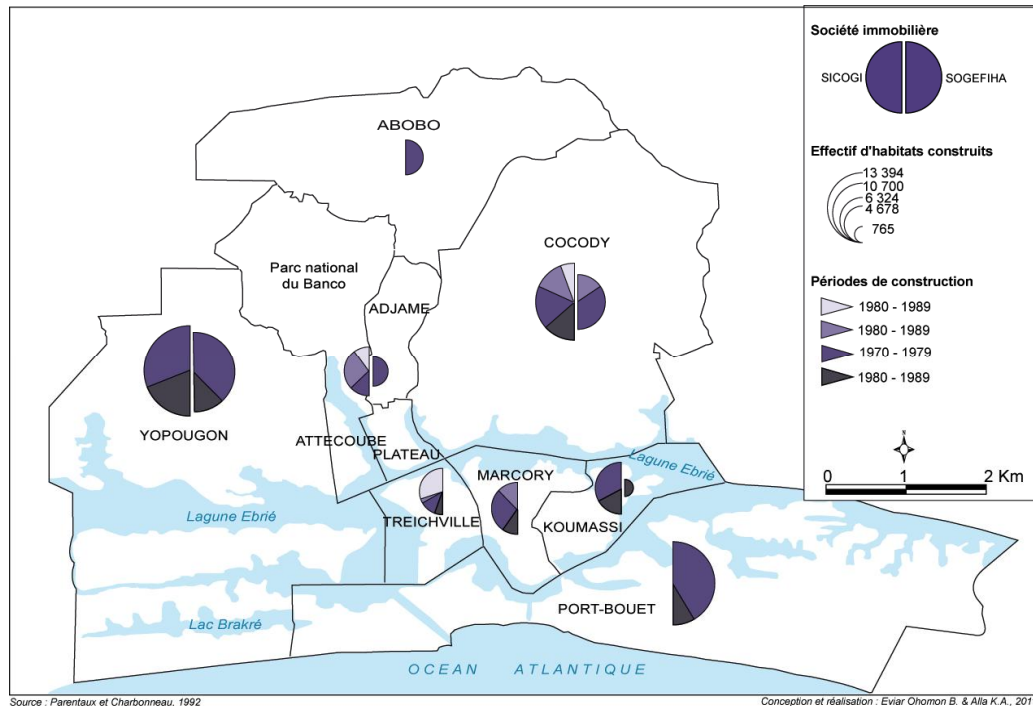 Société immobilière
SICOGI
SOGEFIHA
Effectif d'habitats construits
13 394
10 700
6 324
4 678
765
Périodes de construction
1980 - 1989
1980 - 1989
1970 - 1979
1980 - 1989
N
0 1 2 Km
ABOBO
COCODY
Parc national
du Banco
ADJAME
YOPOUGON
ATTECOUBE
PLATEAU
Lagune Ebrié
MARCORY
TREICHVILLE
KOUMASSI
Lagune Ebrié
PORT-BOUET
Lac Brakré
OCEAN ATLANTIQUE
Source : Parentaux et Charbonneau. 1992
Conception et réalisation : Eviar Ohomon B. & Alla K.A., 201